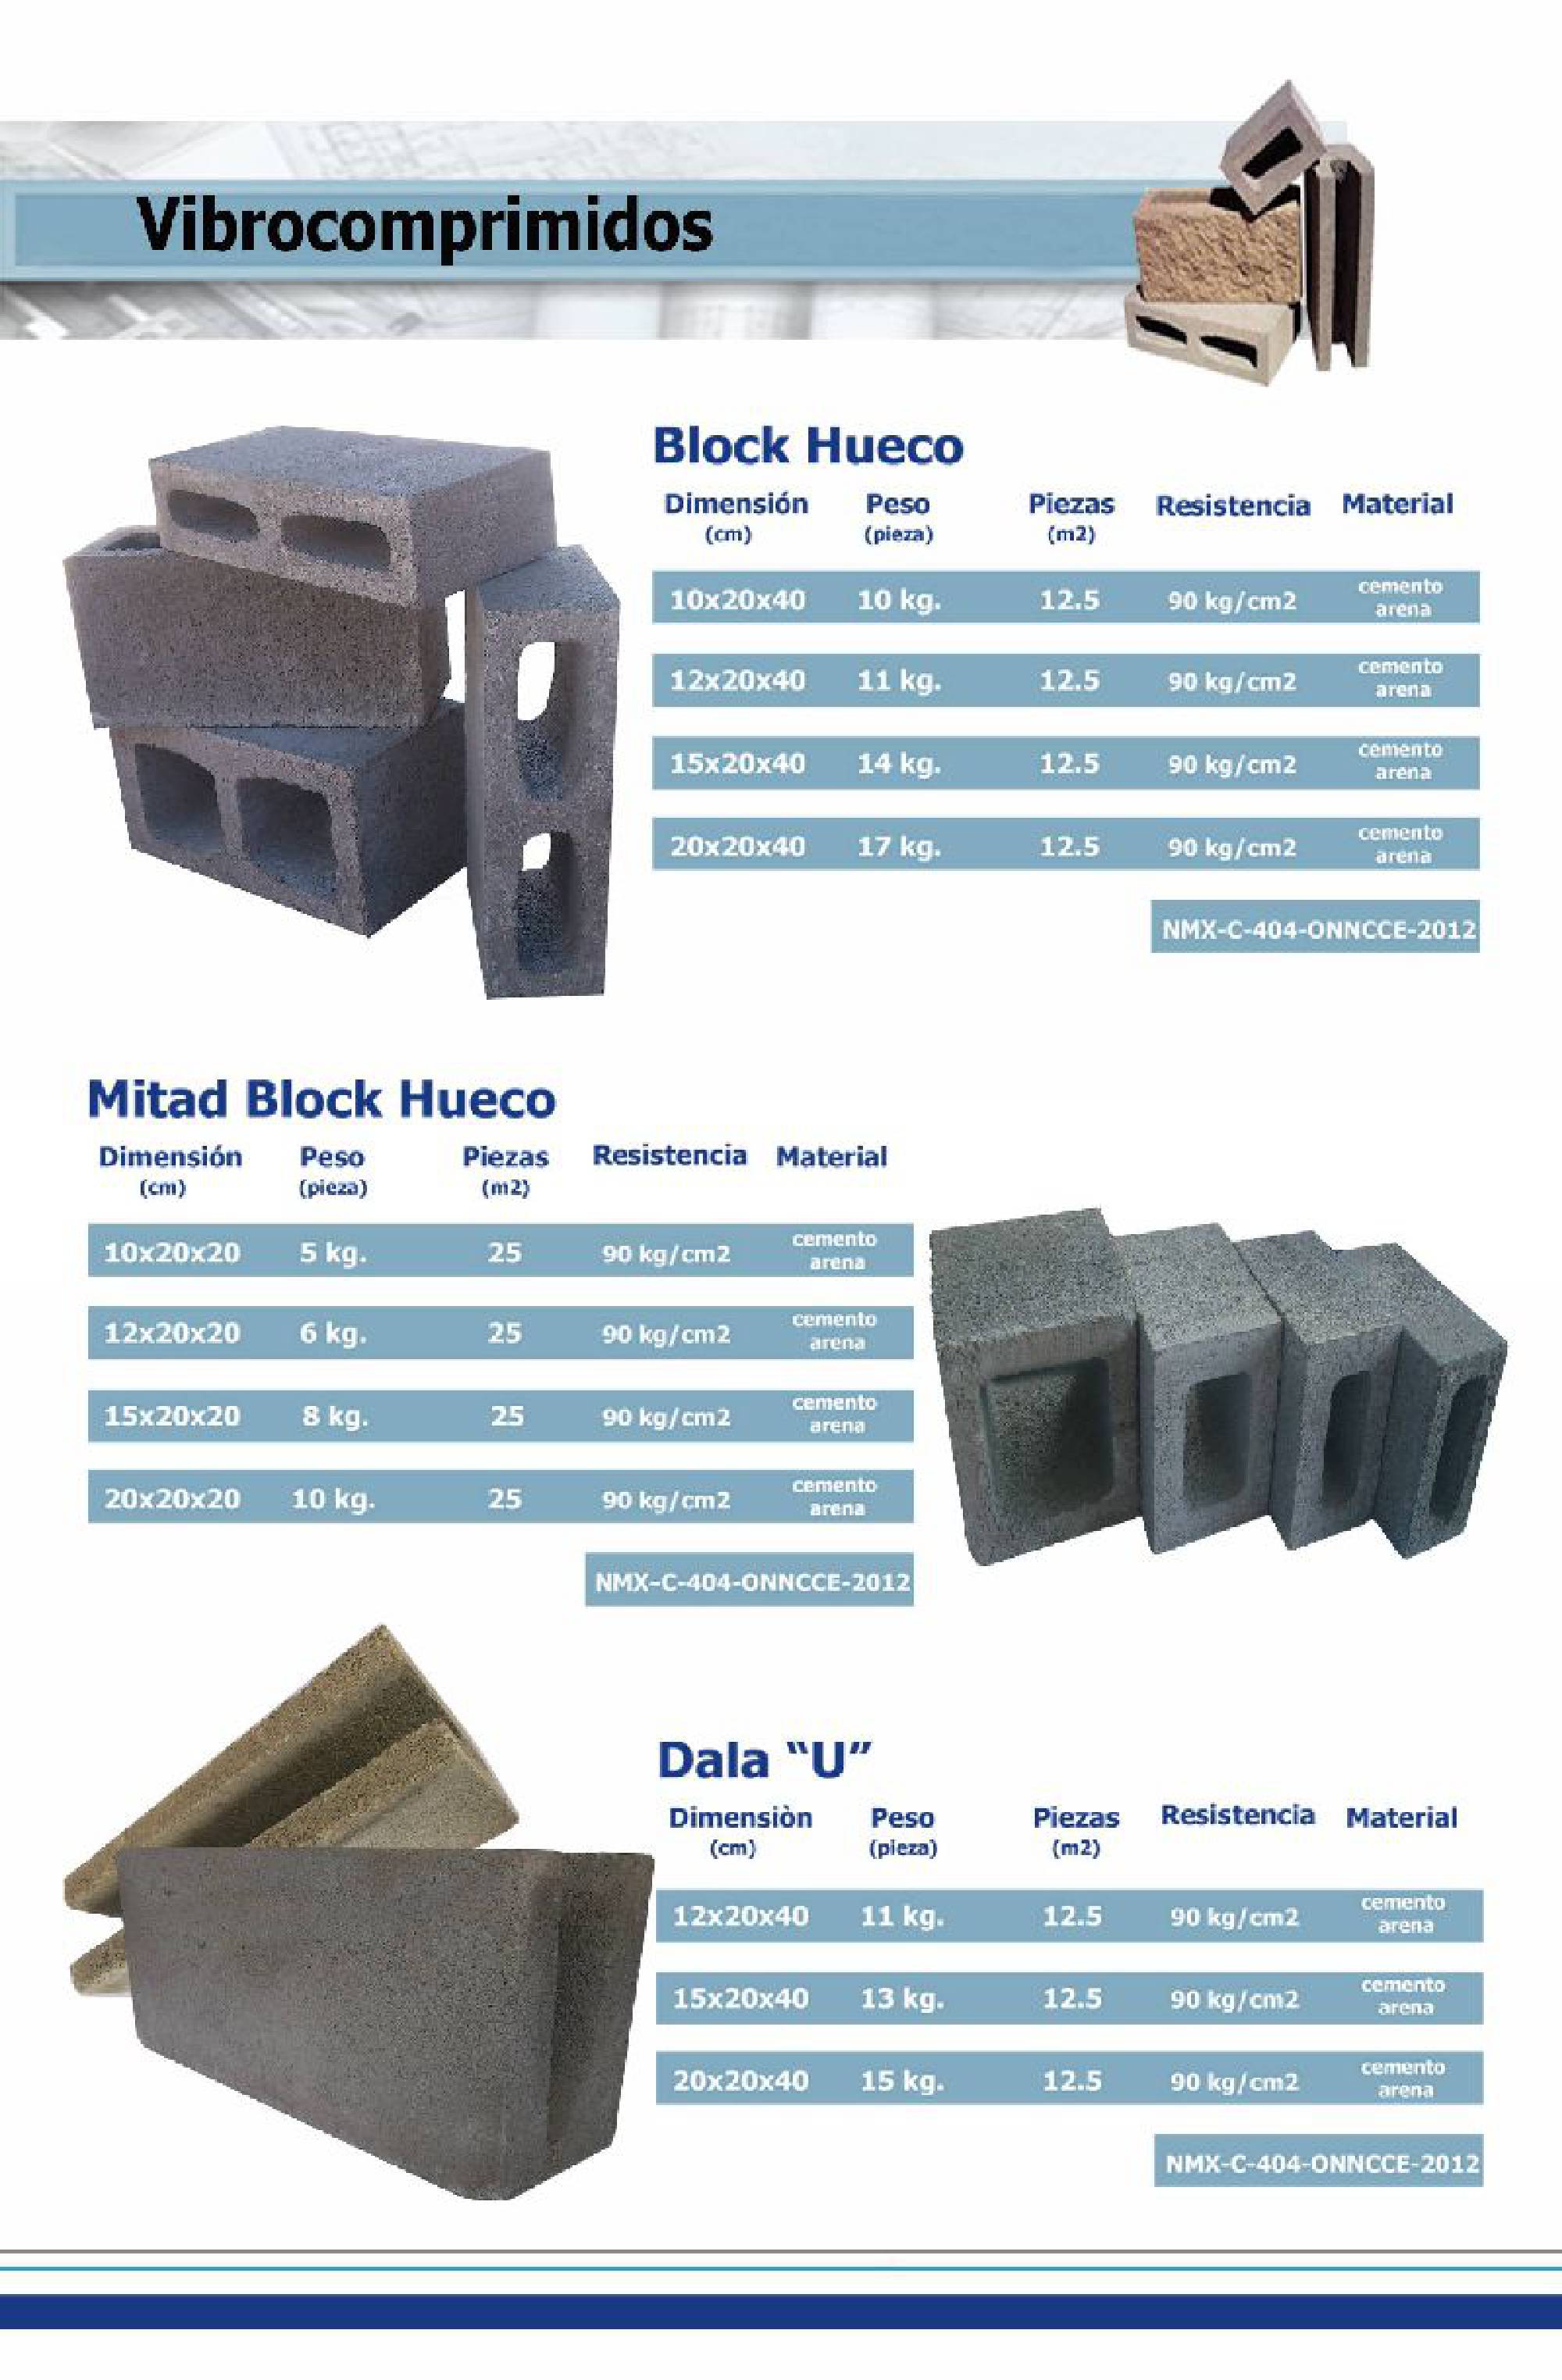 Vibrocomprimidos
Block Hueco
Dimensión Peso Piezas Resistencia Material
(cm) (pieza) (m2)
10x20x40 10 kg. 12.5 90 kg/cm2 cemento arena
12x20x40 11 kg. 12.5 90 kg/cm2 cemento arena
15x20x40 14 kg. 12.5 90 kg/cm2 cemento arena
20x20x40 17 kg. 12.5 90 kg/cm2 cemento arena
NMX-C-404-ONNCCE-2012
Mitad Block Hueco
Dimensión Peso Piezas Resistencia Material
(cm) (pieza) (m2)
10x20x20 5 kg. 25 90 kg/cm2 cemento arena
12x20x20 6 kg. 25 90 kg/cm2 cemento arena
15x20x20 8 kg. 25 90 kg/cm2 cemento arena
20x20x20 10 kg. 25 90 kg/cm2 cemento arena
NMX-C-404-ONNCCE-2012
Dala “U”
Dimensiòn Peso Piezas Resistencia Material
(cm) (pieza) (m2)
12x20x40 11 kg. 12.5 90 kg/cm2 cemento arena
15x20x40 13 kg. 12.5 90 kg/cm2 cemento arena
20x20x40 15 kg. 12.5 90 kg/cm2 cemento arena
NMX-C-404-ONNCCE-2012